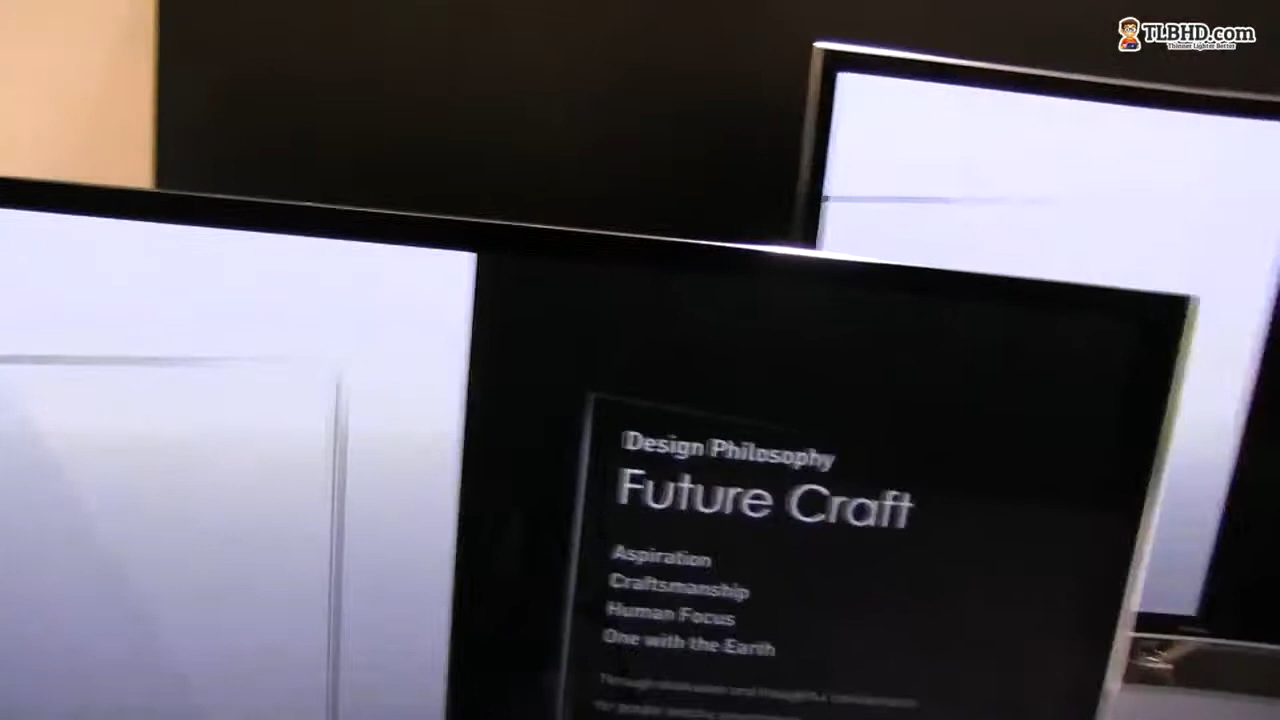 TLBHD.com
Thinner Lighter Better
Design Philosophy
Future Craft
Aspiration
Craftsmanship
Human Focus
One with the Earth